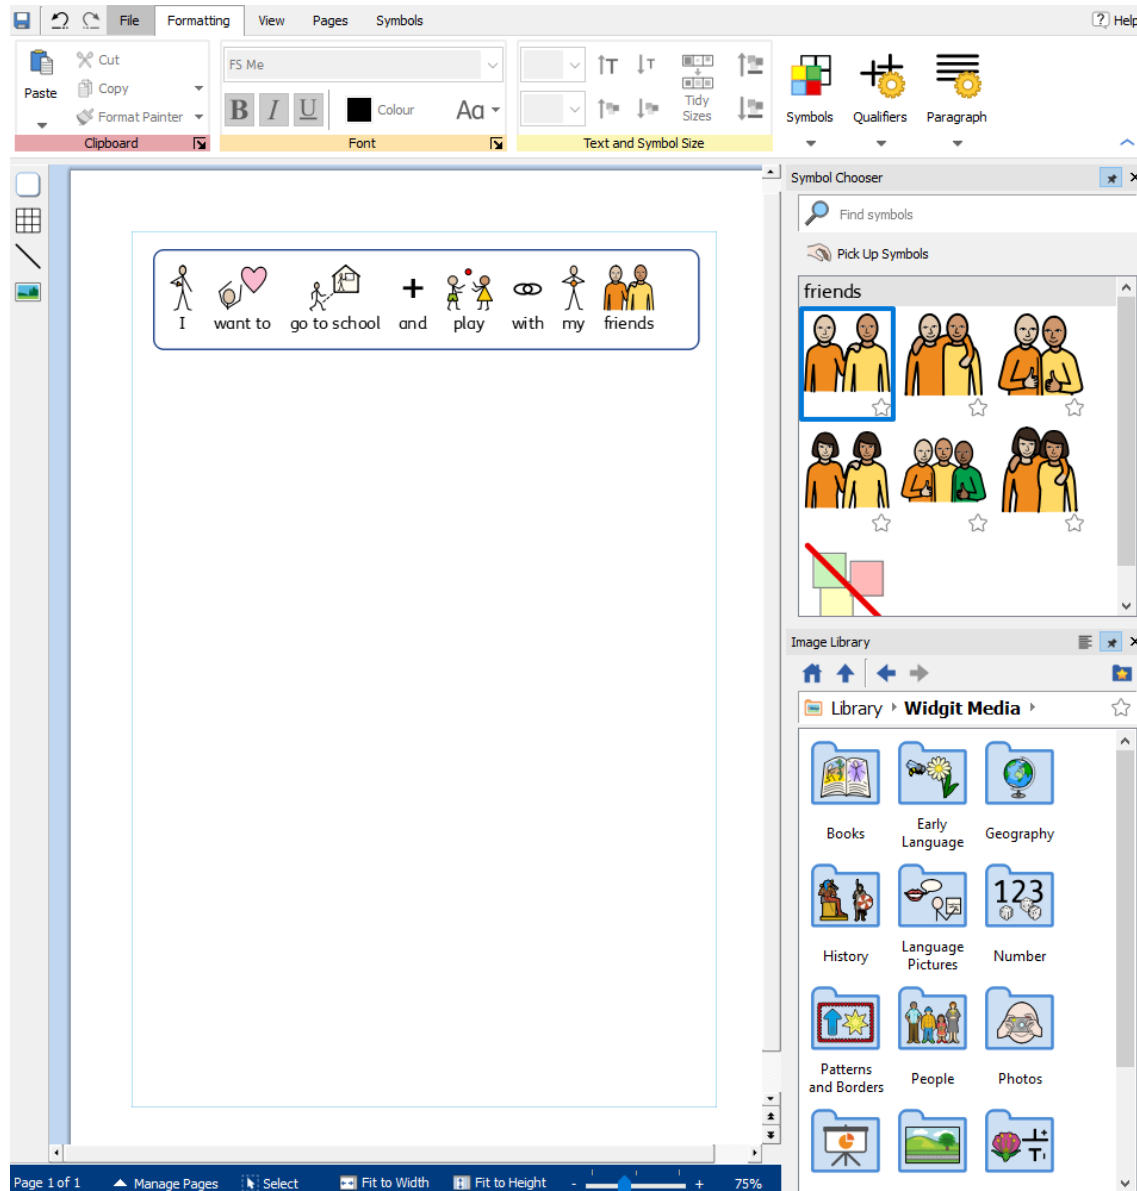 File Formatting View Pages Symbols Help
Cut
FS Me
Paste
Copy
Format Painter
B I U Colour Aa
T T
Tidy
Sizes
Symbols Qualifiers Paragraph
Clipboard Font Text and Symbol Size
Symbol Chooser
Find symbols
Pick Up Symbols
friends
I want to go to school and play with my friends
Image Library
Library Widgit Media
Books Early Language Geography
123
History Language Pictures Number
Patterns and Borders People Photos
Page 1 of 1 Manage Pages Select Fit to Width Fit to Height - + 75%